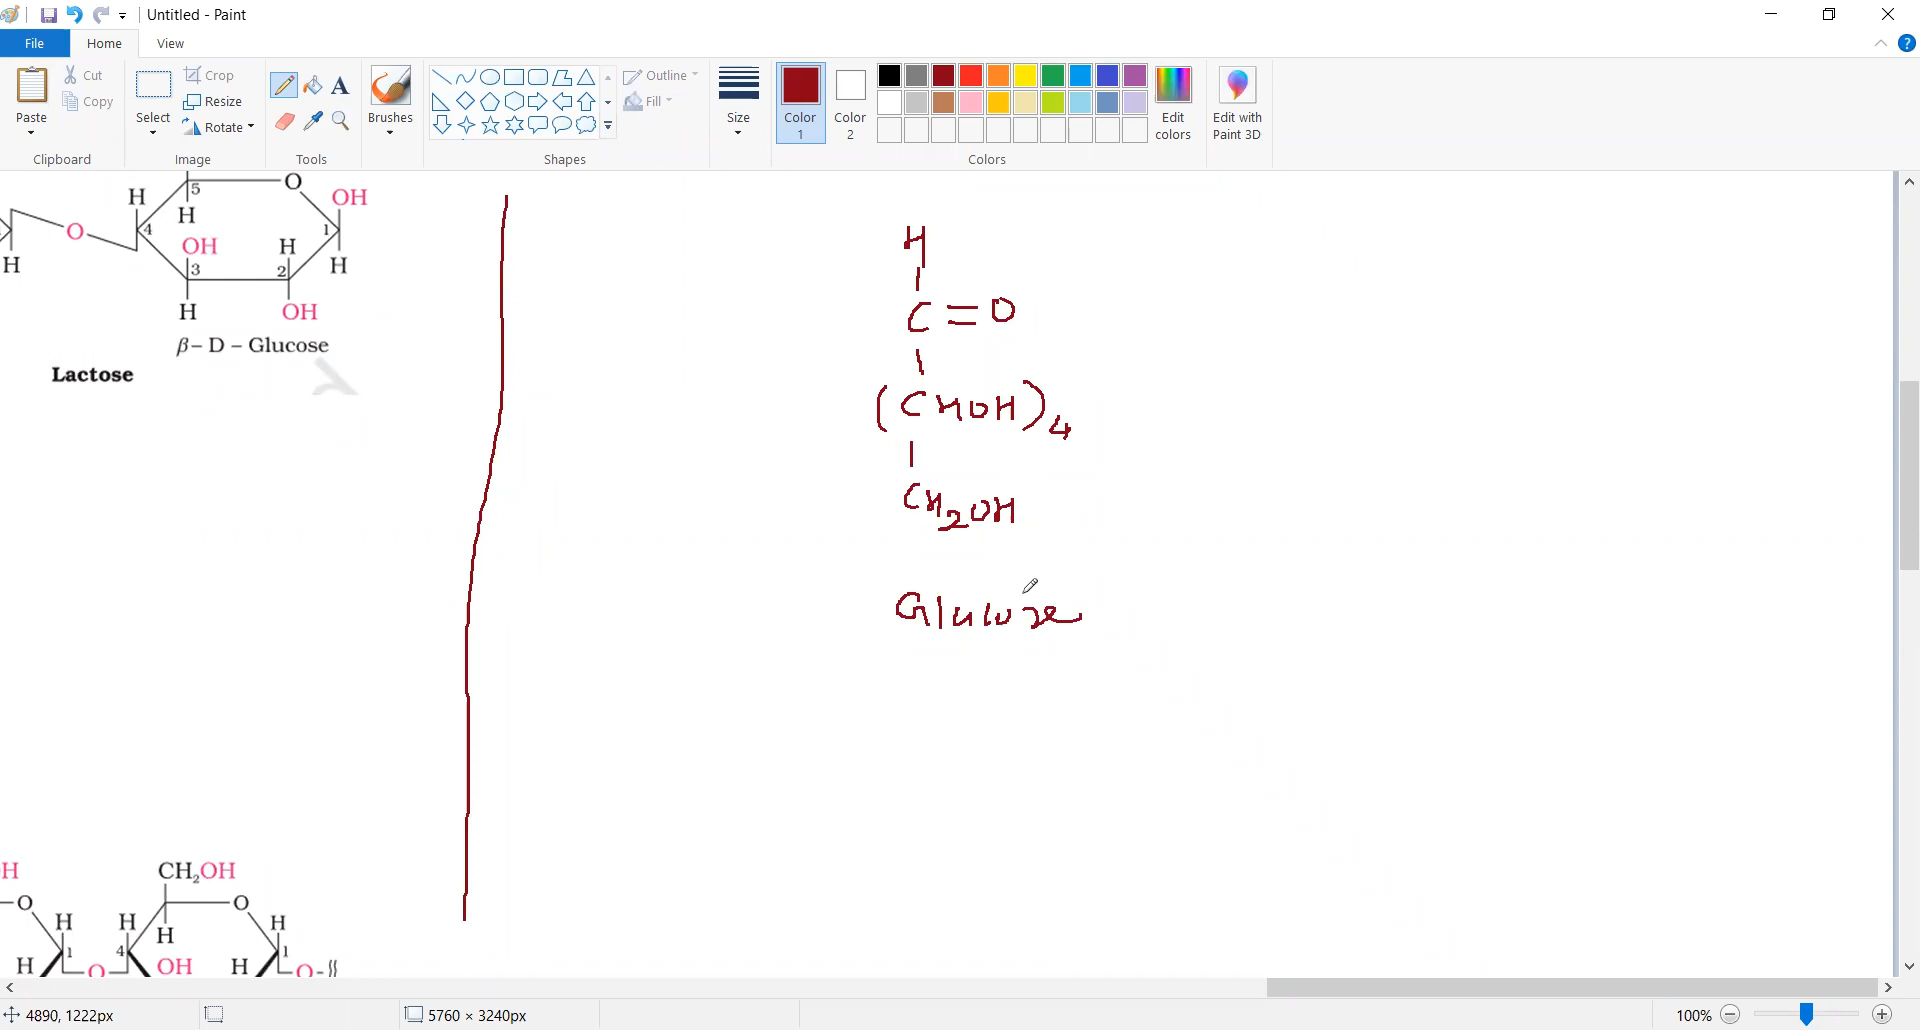 Untitled - Paint
File Home View
Paste Cut Copy Clipboard
Select Crop Resize Rotate Image
Tools
Brushes
Outline Fill Shapes
Size
Color 1 Color 2 Edit colors Edit with Paint 3D Colors
H 5 O OH
O 4 H 1
H OH H H
3 2
H OH
β– D – Glucose
Lactose
H
C=O
(CHOH)4
CH2OH
Glucose
H CH2OH
O O
H H H H
1 4 1
H O OH H O
4890, 1222px 5760 × 3240px 100%